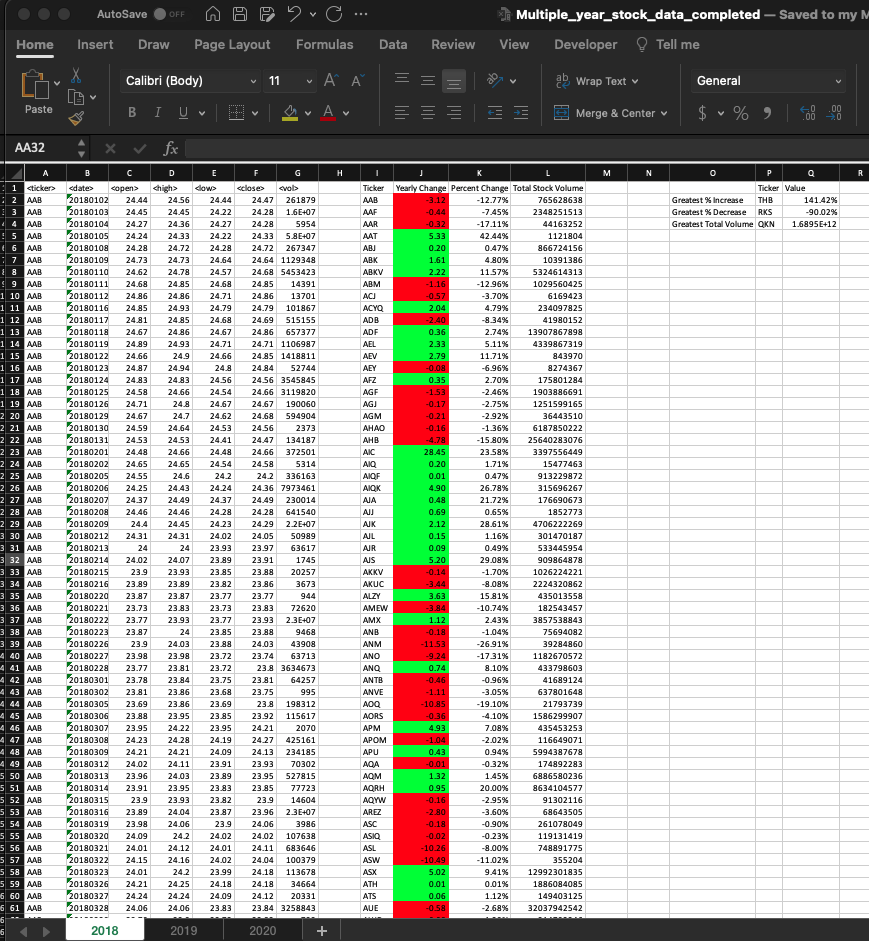 AutoSave OFF Multiple_year_stock_data_completed — Saved to my M
Home Insert Draw Page Layout Formulas Data Review View Developer Tell me
Paste Calibri (Body) 11 A A Wrap Text General
B I U A Merge & Center $ %
AA32 fx
A B C D E F G H I J K L M N O P Q R
1 <ticker> <date> <open> <high> <low> <close> <vol> Ticker Yearly Change Percent Change Total Stock Volume Ticker Value
2 AAB 20180102 24.44 24.56 24.44 24.47 261879 AAB -3.12 -12.77% 765628638 Greatest % Increase THB 141.42%
3 AAB 20180103 24.45 24.45 24.22 24.28 1.6E+07 AAF -0.44 -7.45% 2348251513 Greatest % Decrease RKS -90.02%
4 AAB 20180104 24.27 24.36 24.27 24.28 5954 AAR -0.32 -17.11% 44163252 Greatest Total Volume QKN 1.6895E+12
5 AAB 20180105 24.24 24.33 24.22 24.33 5.8E+07 AAT 5.33 42.44% 1121804
6 AAB 20180108 24.28 24.72 24.28 24.72 267347 ABJ 0.20 0.47% 866724156
7 AAB 20180109 24.73 24.73 24.64 24.64 1129348 ABKE 1.61 4.80% 10391386
8 AAB 20180110 24.62 24.78 24.57 24.68 5453423 ABKV 2.22 11.57% 5324614313
9 AAB 20180111 24.68 24.85 24.68 24.85 14391 ABM -1.16 -12.96% 1029560425
10 AAB 20180112 24.86 24.86 24.71 24.86 13701 ACJ -0.57 -3.70% 6169423
11 AAB 20180116 24.85 24.93 24.79 24.79 101867 ACYQ 2.04 4.79% 234097825
12 AAB 20180117 24.81 24.85 24.68 24.69 515155 ADB -2.40 -8.34% 41980152
13 AAB 20180118 24.67 24.86 24.67 24.86 657377 ADF 0.36 2.74% 13907867898
14 AAB 20180119 24.89 24.93 24.71 24.71 1106987 AEL 2.33 5.11% 4339867319
15 AAB 20180122 24.66 24.9 24.66 24.85 1418811 AEV 2.79 11.71% 843970
16 AAB 20180123 24.87 24.94 24.8 24.84 52744 AEY -0.08 -6.96% 8274367
17 AAB 20180124 24.83 24.83 24.56 24.56 3545845 AFZ 0.35 2.70% 175801284
18 AAB 20180125 24.58 24.66 24.54 24.66 3119820 AGF -1.53 -2.46% 1903886691
19 AAB 20180126 24.71 24.8 24.67 24.67 190060 AGJ -0.17 -2.75% 1251599165
20 AAB 20180129 24.67 24.7 24.62 24.68 594904 AGM -0.21 -2.92% 36443510
21 AAB 20180130 24.59 24.64 24.53 24.56 2373 AHAO -0.16 -1.36% 6187850222
22 AAB 20180131 24.53 24.53 24.41 24.47 134187 AHB -4.78 -15.80% 25640283076
23 AAB 20180201 24.48 24.66 24.48 24.66 372501 AIC 28.45 23.58% 3397556449
24 AAB 20180202 24.65 24.65 24.54 24.58 5314 AIQ 0.20 1.71% 15477463
25 AAB 20180205 24.55 24.6 24.2 24.2 336163 AIQF 0.01 0.47% 913229872
26 AAB 20180206 24.25 24.43 24.24 24.36 7973461 AIQK 4.90 26.78% 315696267
27 AAB 20180207 24.37 24.49 24.37 24.49 230014 AJA 0.48 21.72% 176690673
28 AAB 20180208 24.46 24.46 24.28 24.28 641540 AJJ 0.69 0.65% 1852773
29 AAB 20180209 24.4 24.45 24.23 24.29 2.2E+07 AJK 2.12 28.61% 4706222269
30 AAB 20180212 24.31 24.31 24.02 24.05 50989 AJL 0.15 1.16% 301470187
31 AAB 20180213 24 24 23.93 23.97 63617 AJR 0.09 0.49% 533445954
32 AAB 20180214 24.02 24.07 23.89 23.91 1745 AJS 5.20 29.08% 909864878
33 AAB 20180215 23.9 23.93 23.85 23.88 20257 AKKV -0.14 -1.70% 1026224221
34 AAB 20180216 23.89 23.89 23.82 23.86 3673 AKUC -3.44 -8.08% 2224320862
35 AAB 20180220 23.87 23.87 23.77 23.77 944 ALZY 3.63 15.81% 435013558
36 AAB 20180221 23.73 23.83 23.73 23.83 72620 AMEW -3.84 -10.74% 182543457
37 AAB 20180222 23.77 23.93 23.77 23.93 2.3E+07 AMX 1.12 2.43% 3857538843
38 AAB 20180223 23.87 24 23.85 23.88 9468 ANB -0.18 -1.04% 75694082
39 AAB 20180226 23.9 24.03 23.88 24.03 43908 ANM -11.53 -26.91% 39284860
40 AAB 20180227 23.98 23.98 23.72 23.74 63713 ANO -9.24 -17.31% 1182670572
41 AAB 20180228 23.77 23.81 23.72 23.8 3634673 ANQ 0.74 8.10% 433798603
42 AAB 20180301 23.78 23.84 23.75 23.81 64257 ANTB -0.46 -0.96% 41689124
43 AAB 20180302 23.81 23.86 23.68 23.75 995 ANVE -1.11 -3.05% 637801648
44 AAB 20180305 23.69 23.86 23.69 23.8 198312 AOQ -10.85 -19.10% 21793739
45 AAB 20180306 23.88 23.95 23.85 23.92 115617 AORS -0.36 -4.10% 1586299907
46 AAB 20180307 23.95 24.22 23.95 24.21 2070 APM 4.93 7.08% 435453253
47 AAB 20180308 24.23 24.28 24.19 24.27 425161 APOM -1.04 -2.02% 116649071
48 AAB 20180309 24.21 24.21 24.09 24.13 234185 APU 0.43 0.94% 5994387678
49 AAB 20180312 24.02 24.11 23.91 23.93 70302 AQA -0.01 -0.32% 174892283
50 AAB 20180313 23.96 24.03 23.89 23.95 527815 AQM 1.32 1.45% 6886580236
51 AAB 20180314 23.91 23.95 23.83 23.85 77723 AQRH 0.95 20.00% 8634104577
52 AAB 20180315 23.9 23.93 23.82 23.9 14604 AQYW -0.16 -2.95% 91302116
53 AAB 20180316 23.89 24.04 23.87 23.96 2.3E+07 AREZ -2.80 -3.60% 68643505
54 AAB 20180319 23.98 24.06 23.9 24.06 3986 ASC -0.18 -0.90% 261078049
55 AAB 20180320 24.09 24.2 24.02 24.02 107638 ASIQ -0.02 -0.23% 119131419
56 AAB 20180321 24.01 24.12 24.01 24.11 683646 ASL -10.26 -8.00% 748891775
57 AAB 20180322 24.15 24.16 24.02 24.04 100379 ASW -10.49 -11.02% 355204
58 AAB 20180323 24.01 24.2 23.99 24.18 113678 ASX 5.02 9.41% 12992301835
59 AAB 20180326 24.21 24.25 24.18 24.18 34664 ATH 0.01 0.01% 1886084085
60 AAB 20180327 24.24 24.24 24.09 24.12 20331 ATS 0.06 1.12% 149403125
61 AAB 20180328 24.06 24.06 23.83 23.84 3258843 AUE -0.58 -2.68% 32037942542
2018 2019 2020 +